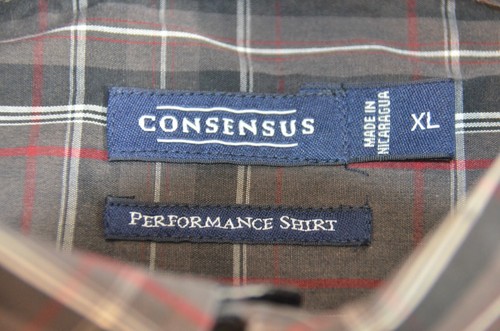 CONSENSUS
MADE IN
NICARAGUA
XL
PERFORMANCE SHIRT